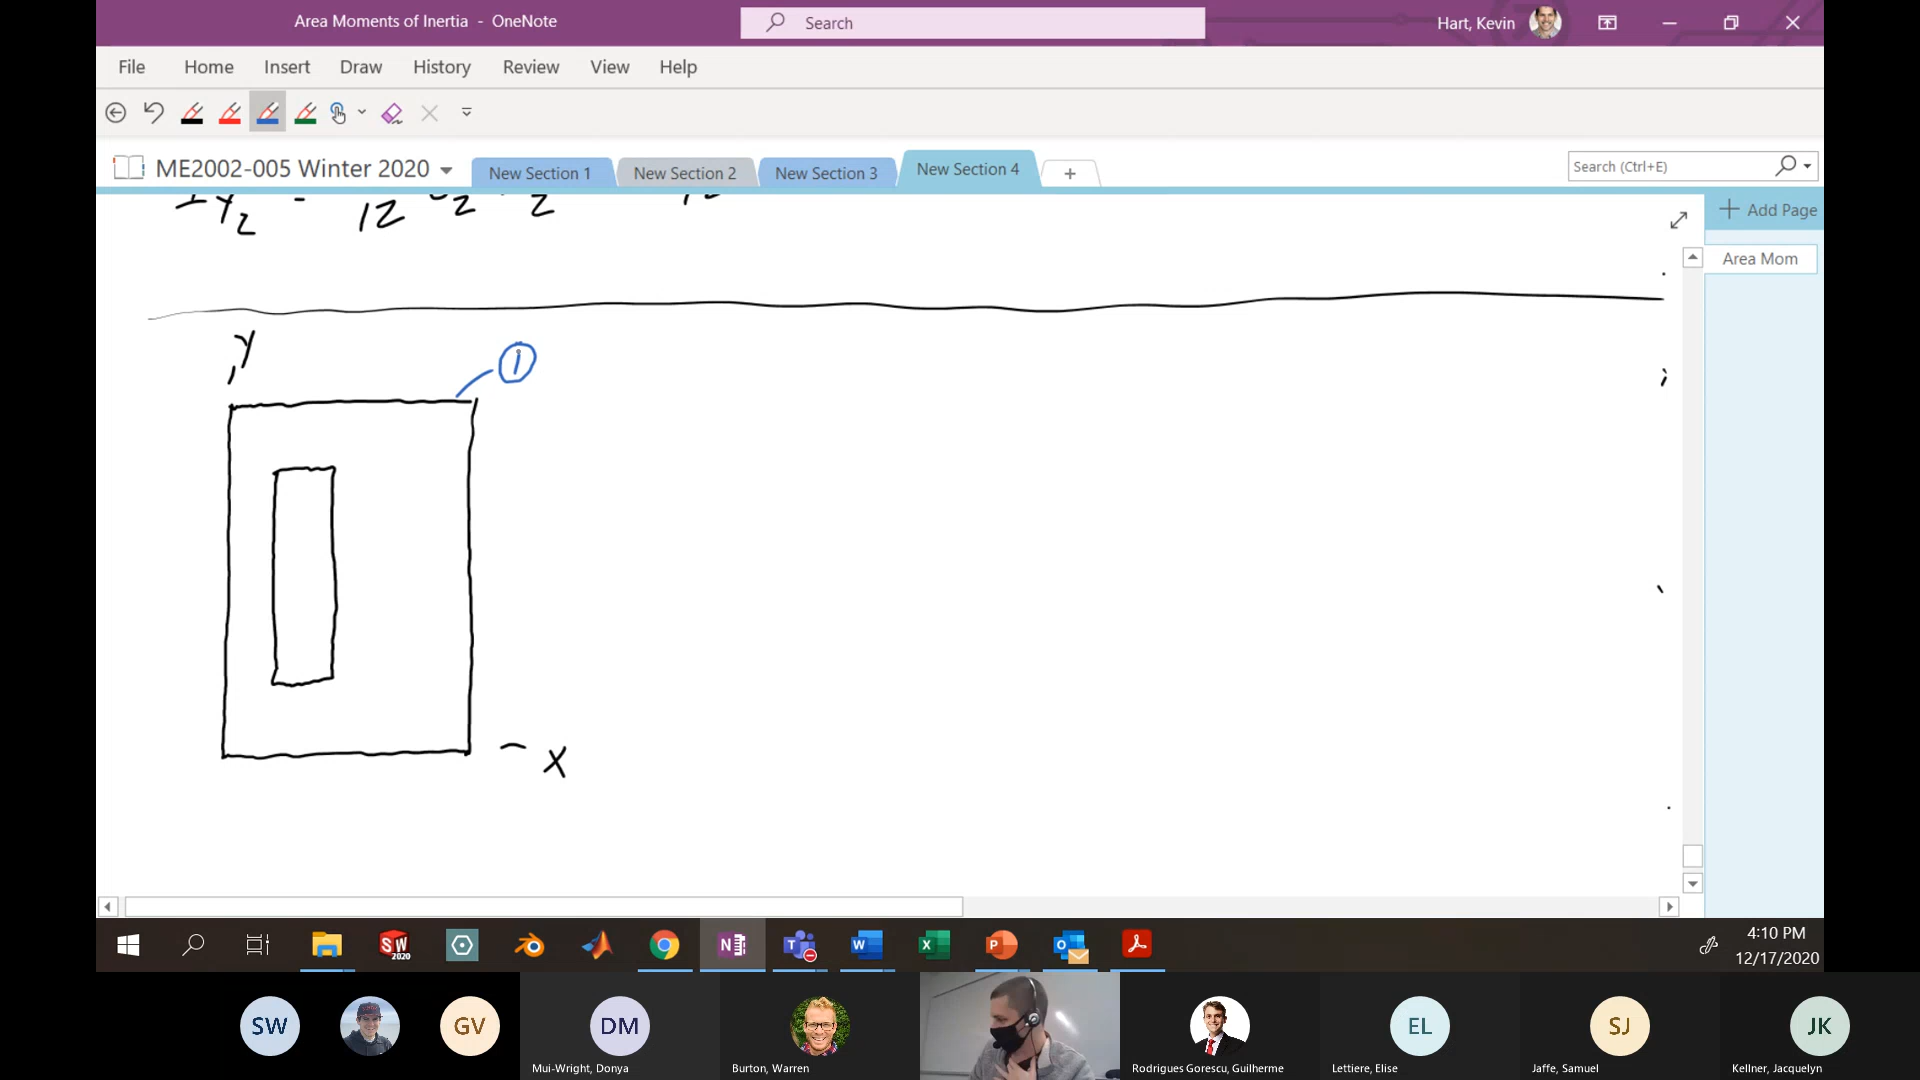 Area Moments of Inertia - OneNote
Search
Hart, Kevin
File Home Insert Draw History Review View Help
ME2002-005 Winter 2020
New Section 1
New Section 2
New Section 3
New Section 4
+
Search (Ctrl+E)
Add Page
Area Mom
y
1
x
SW
2020
4:10 PM
12/17/2020
SW
GV
DM
EL
SJ
JK
Mui-Wright, Donya
Burton, Warren
Rodrigues Gorescu, Guilherme
Lettiere, Elise
Jaffe, Samuel
Kellner, Jacquelyn